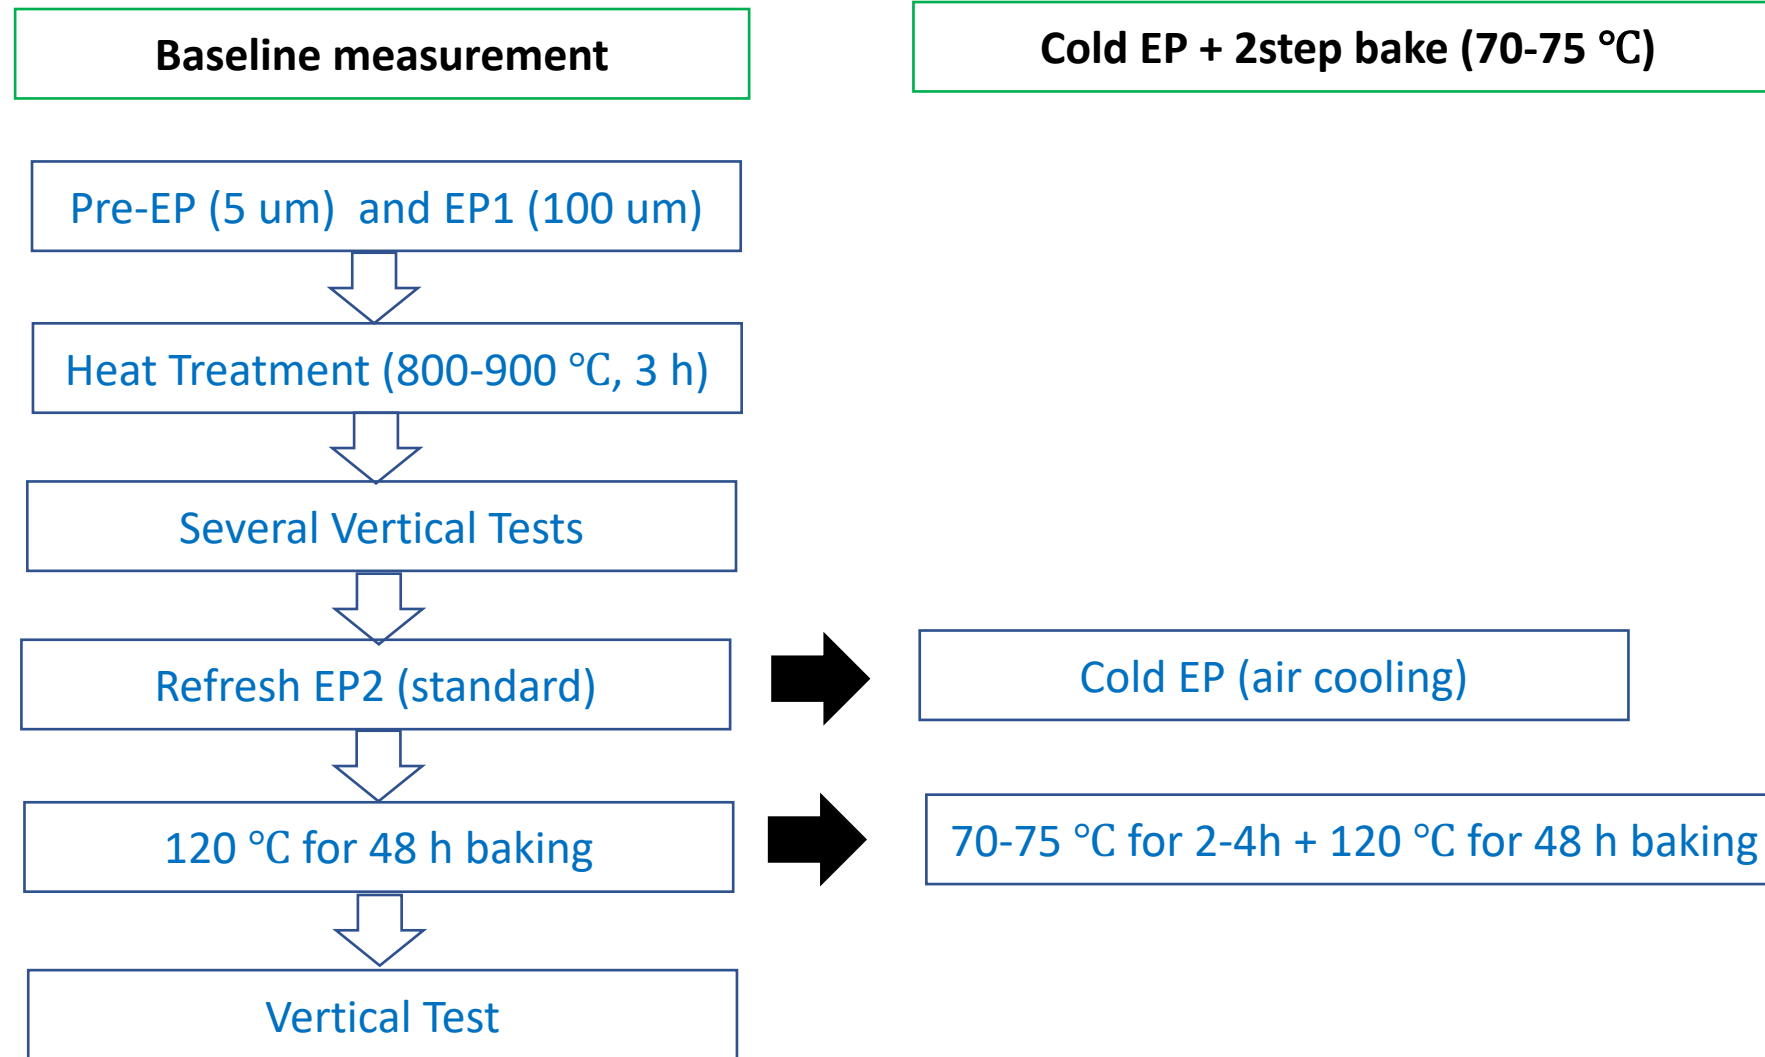 Baseline measurement
Cold EP + 2step bake (70-75 ℃)
Pre-EP (5 um) and EP1 (100 um)
Heat Treatment (800-900 ℃, 3 h)
Several Vertical Tests
Refresh EP2 (standard)
Cold EP (air cooling)
120 ℃ for 48 h baking
70-75 ℃ for 2-4h + 120 ℃ for 48 h baking
Vertical Test